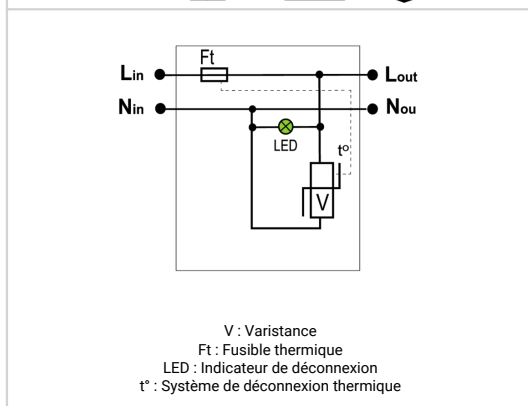 Ft
Lin Lout
Nin Nou
LED
t°
V
V : Varistance
Ft : Fusible thermique
LED : Indicateur de déconnexion
t° : Système de déconnexion thermique